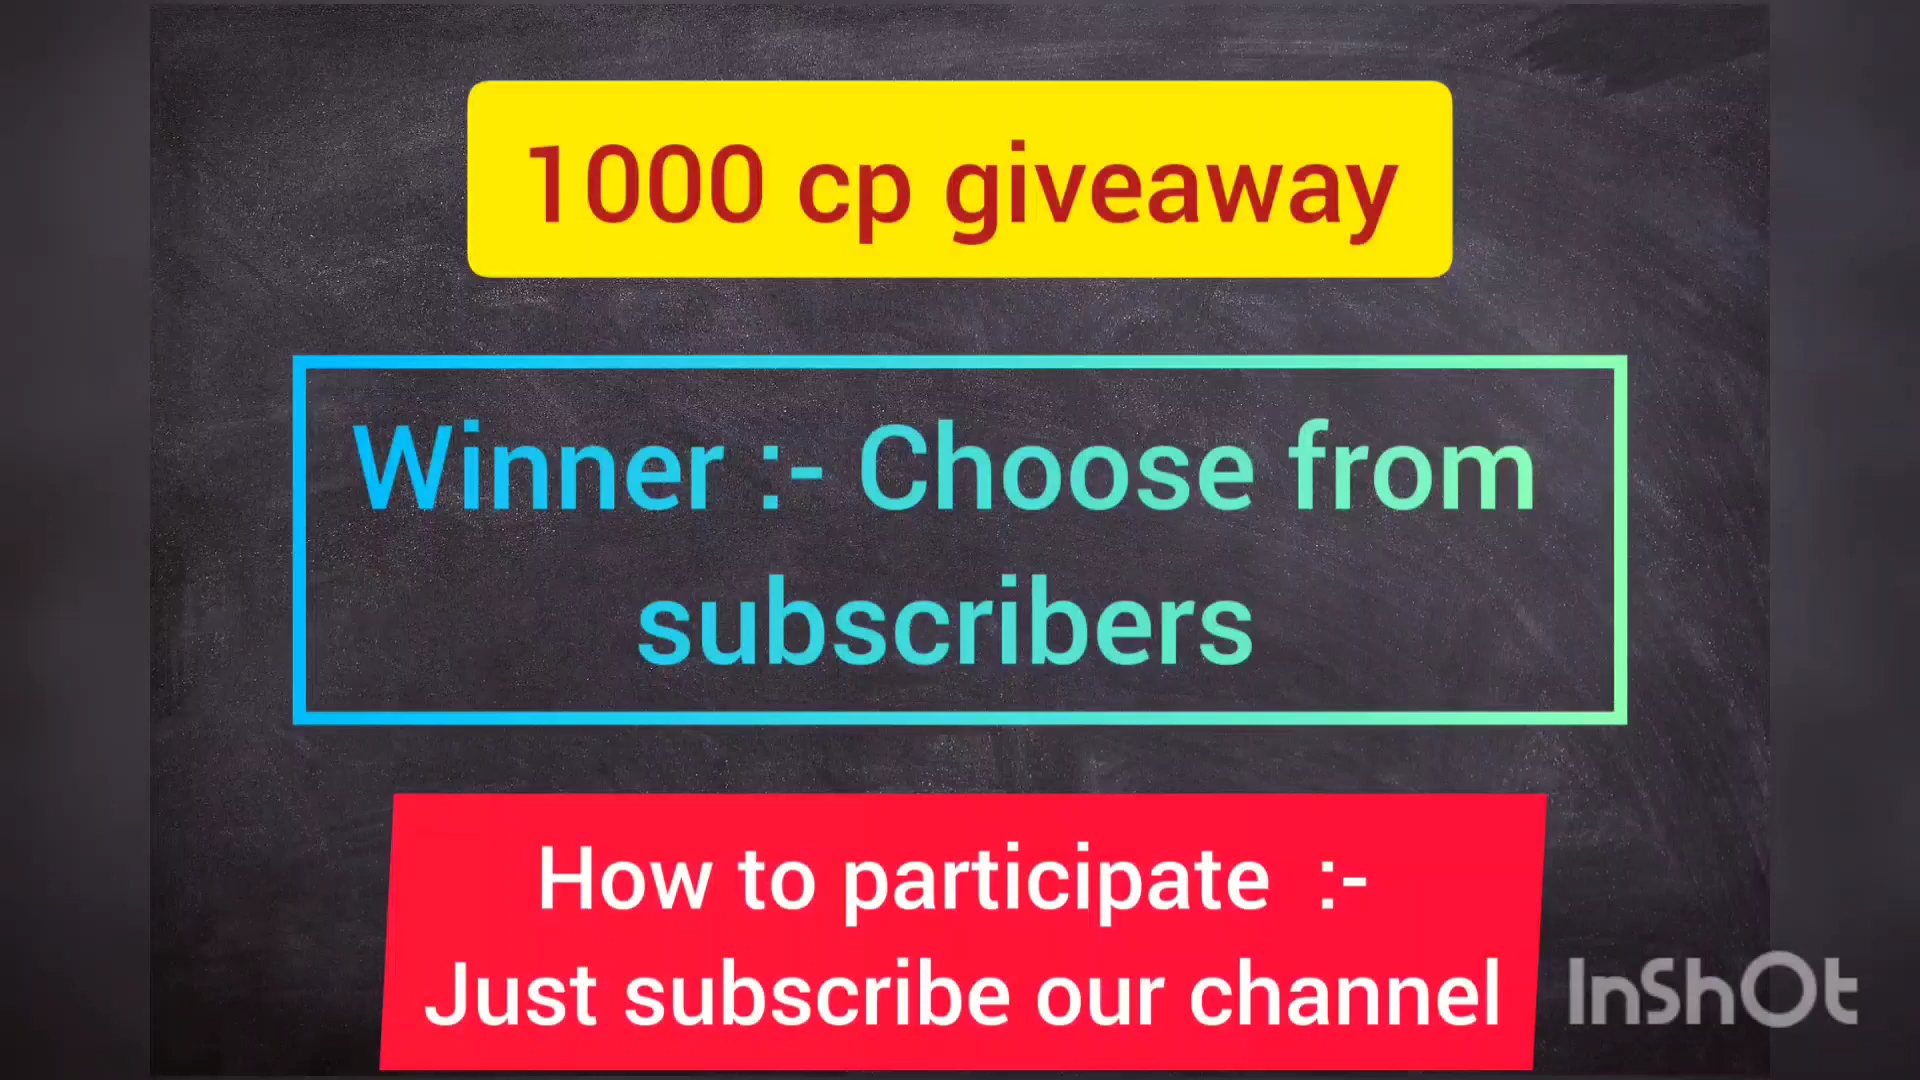 1000 cp giveaway
Winner :- Choose from
subscribers
How to participate :-
Just subscribe our channel
InShOt